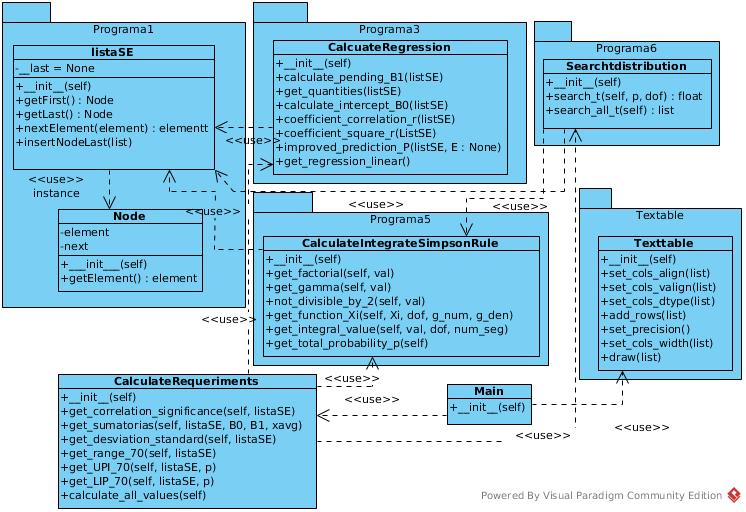 Programa1
listaSE
-__last = None
+__init__(self)
+getFirst() : Node
+getLast() : Node
+nextElement(element) : elementt
+insertNodeLast(list)
<<use>>
instance
Node
-element
-next
+___init___(self)
+getElement() : element
Programa3
CalcuateRegression
+__init__(self)
+calculate_pending_B1(listSE)
+get_quantities(listSE)
+calculate_intercept_B0(listSE)
+coefficient_correlation_r(listSE)
+coefficient_square_r(ListSE)
+improved_prediction_P(listSE, E : None)
+get_regression_linear()
<<use>>
Programa6
Searchtdistribution
+__init__(self)
+search_t(self, p, dof) : float
+search_all_t(self) : list
<<use>>
<<use>>
<<use>>
Programa5
CalculateIntegrateSimpsonRule
+__init__(self)
+get_factorial(self, val)
+get_gamma(self, val)
+not_divisible_by_2(self, val)
+get_function_Xi(self, Xi, dof, g_num, g_den)
+get_integral_value(self, val, dof, num_seg)
+get_total_probability_p(self)
Texttable
Texttable
+__init__(self)
+set_cols_align(list)
+set_cols_valign(list)
+set_cols_dtype(list)
+add_rows(list)
+set_precision()
+set_cols_width(list)
+draw(list)
<<use>>
CalculateRequeriments
+__init__(self)
+get_correlation_significance(self, listaSE)
+get_sumatorias(self, listaSE, B0, B1, xavg)
+get_desviation_standard(self, listaSE)
+get_range_70(self, listaSE)
+get_UPI_70(self, listaSE, p)
+get_LIP_70(self, listaSE, p)
+calculate_all_values(self)
<<use>>
<<use>>
Main
+__init__(self)
<<use>>
<<use>>
Powered By Visual Paradigm Community Edition